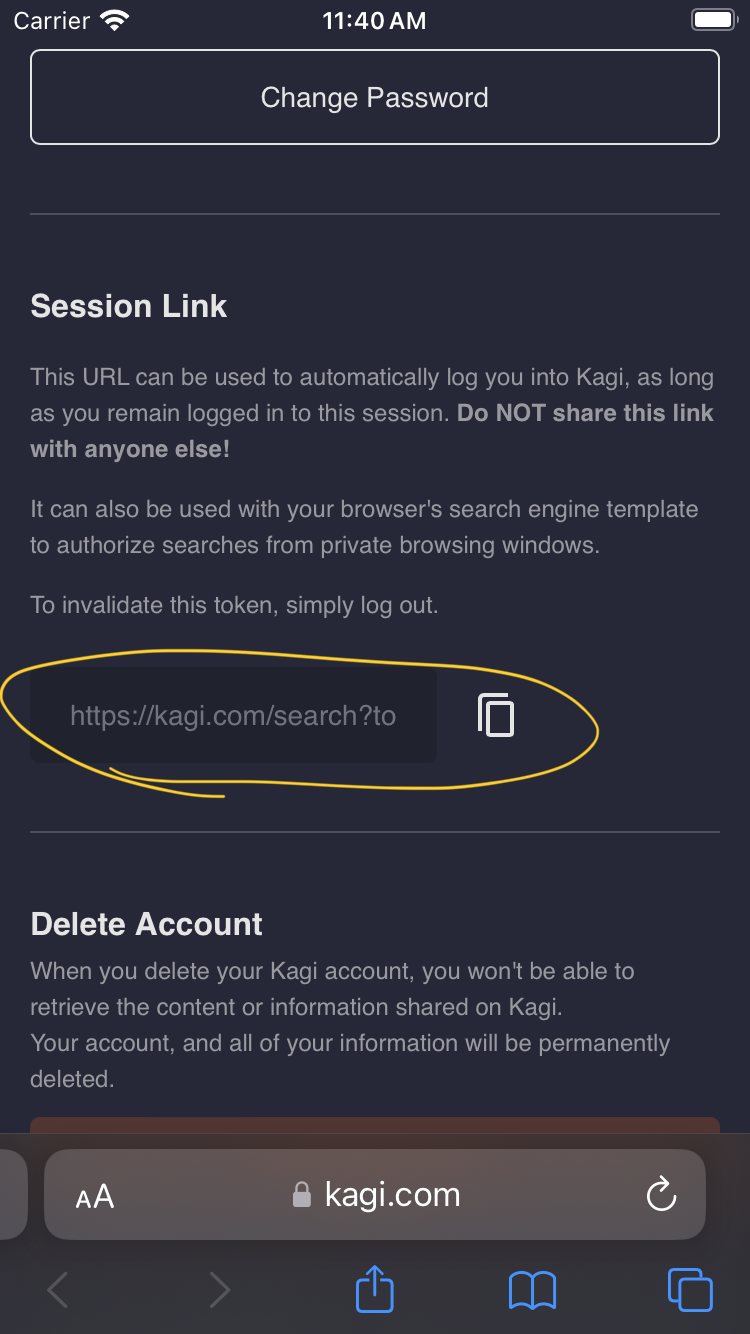 Carrier 11:40 AM
Change Password
Session Link
This URL can be used to automatically log you into Kagi, as long
as you remain logged in to this session. Do NOT share this link
with anyone else!
It can also be used with your browser's search engine template
to authorize searches from private browsing windows.
To invalidate this token, simply log out.
https://kagi.com/search?to
Delete Account
When you delete your Kagi account, you won't be able to
retrieve the content or information shared on Kagi.
Your account, and all of your information will be permanently
deleted.
AA kagi.com